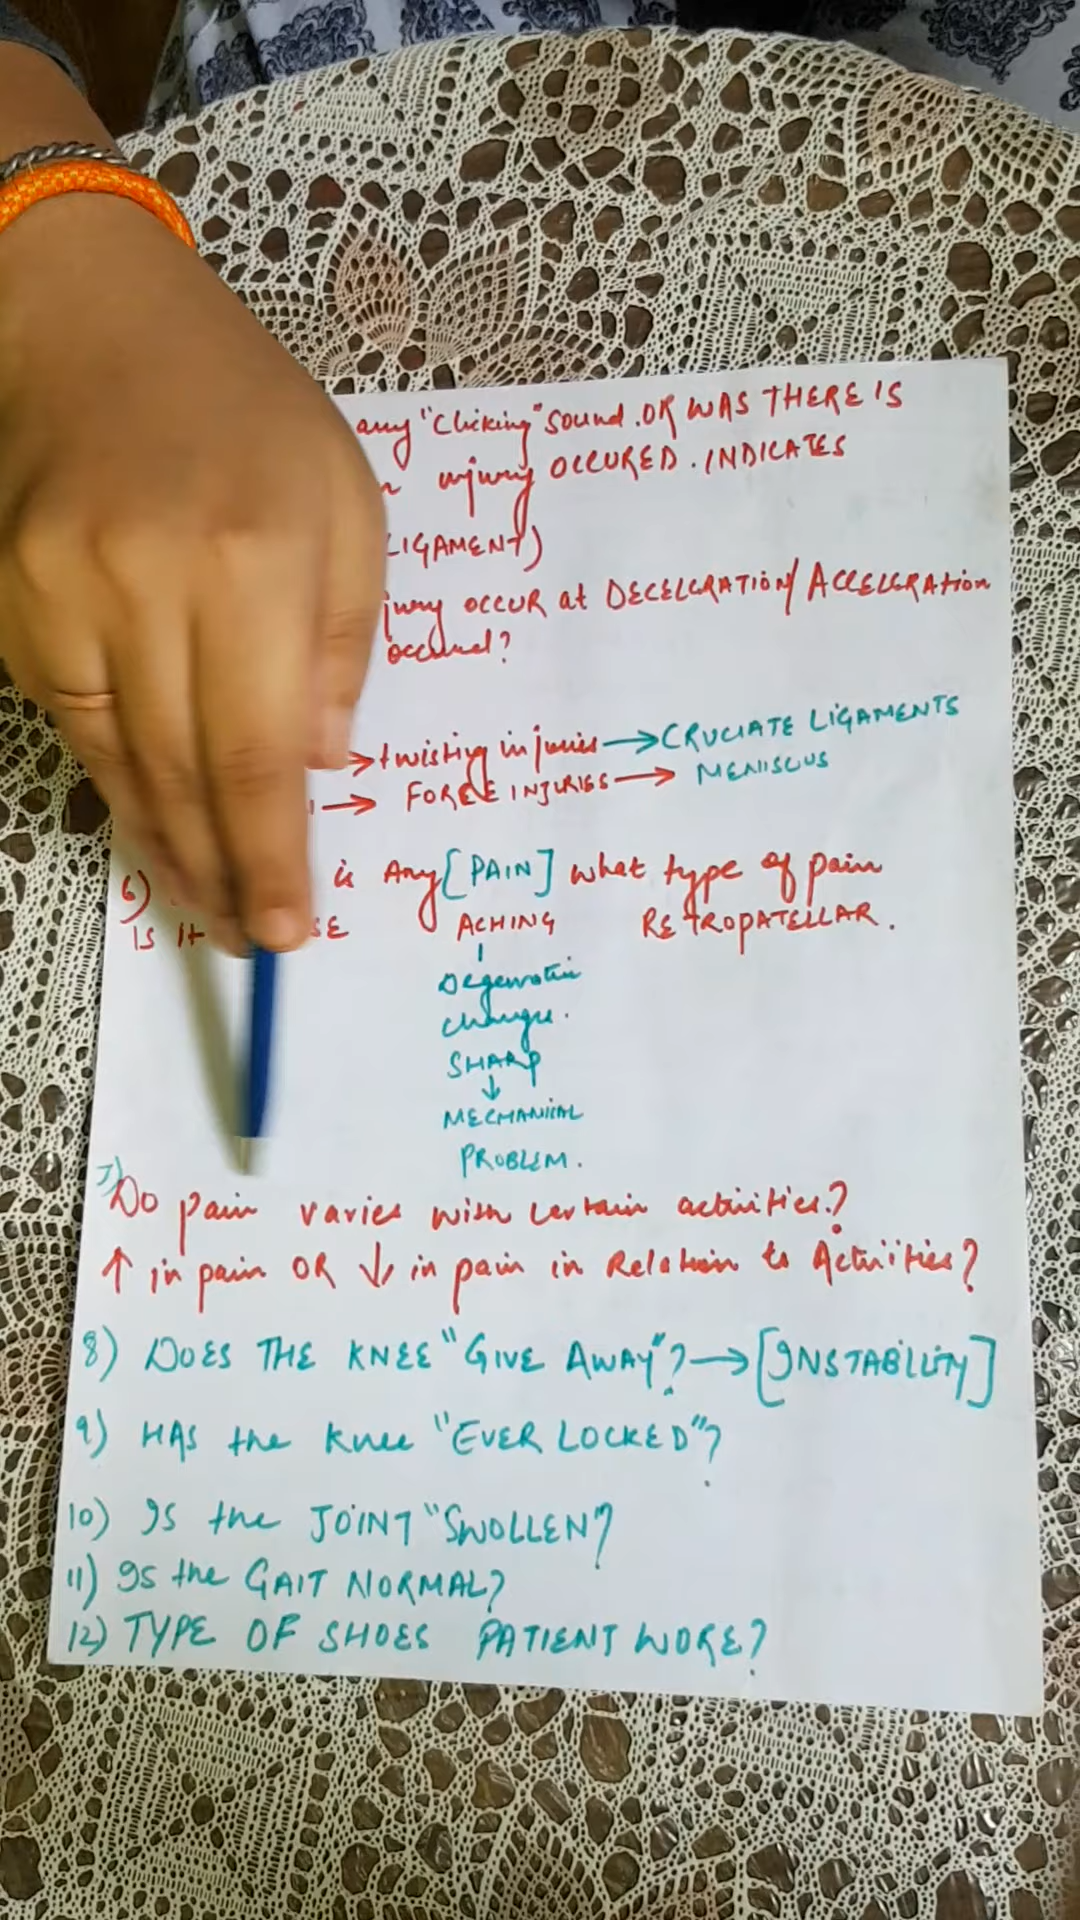 any "Clicking" sound. OR WAS THERE IS
injury OCCURED. INDICATES
LIGAMENT)
jury OCCUR at DECELERATION/ ACCELERAtion
occured?
→ twisting injuries → CRUCIATE LIGAMENTS
→ FORCE INJURIES → MENISCUS
6) is Any [PAIN] what type of pain
IS it SE ACHING RETROPATELLAR.
Degenrative
change.
SHARP
↓
MECHANICAL
PROBLEM.
7) Do pain varies with certain activities?
↑ in pain OR ↓ in pain in Relation to Activities?
8) DOES THE KNEE "GIVE AWAY"? → [INSTABILITY]
9) HAS the Knee "EVER LOCKED"?
10) IS the JOINT "SWOLLEN?
11) IS the GAIT NORMAL?
12) TYPE OF SHOES PATIENT WORE?